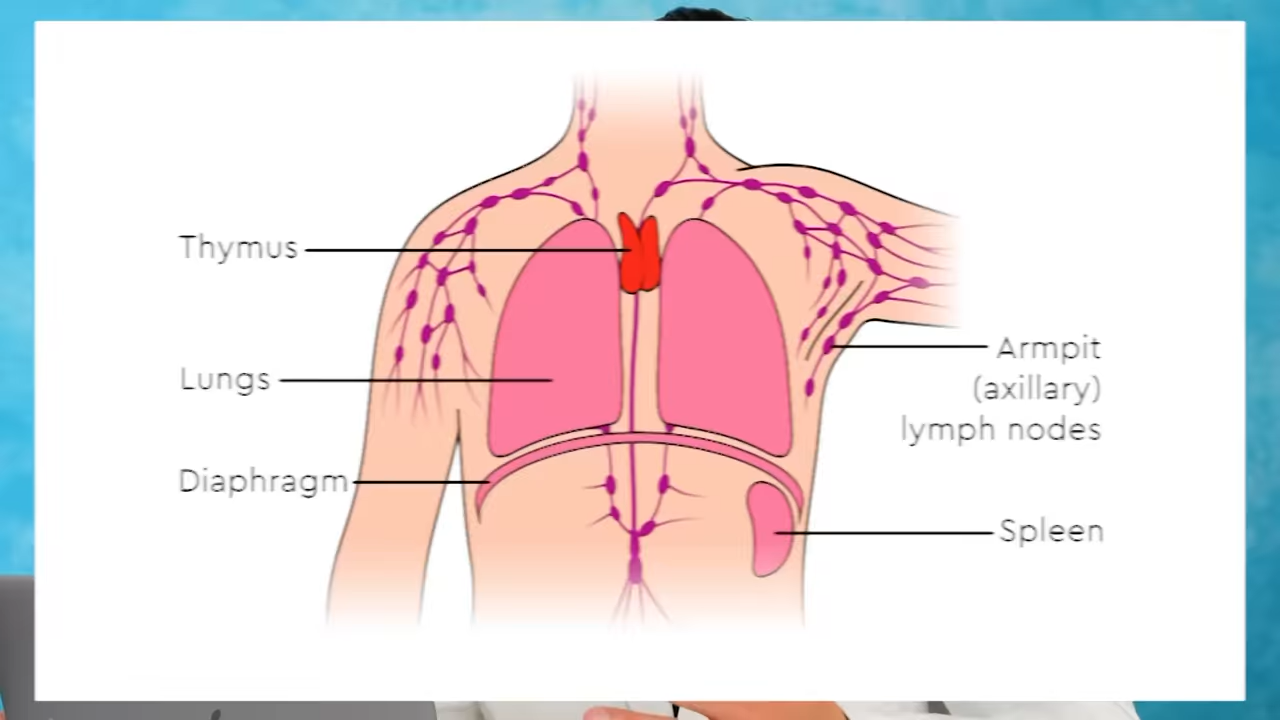 Thymus
Lungs
Diaphragm
Armpit
(axillary)
lymph nodes
Spleen